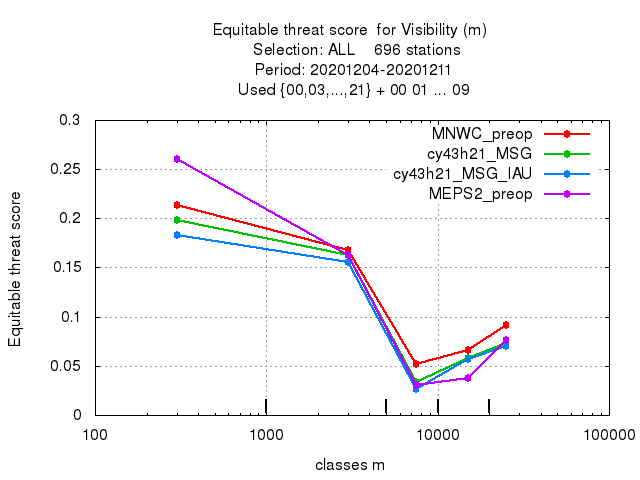 Equitable threat score  for Visibility (m)
Selection: ALL    696 stations
Period: 20201204-20201211
Used {00,03,...,21} + 00 01 ... 09
0.3
0.25
0.2
0.15
0.1
0.05
0
MNWC_preop
cy43h21_MSG
cy43h21_MSG_IAU
MEPS2_preop
Equitable threat score
100 1000 10000 100000
classes m